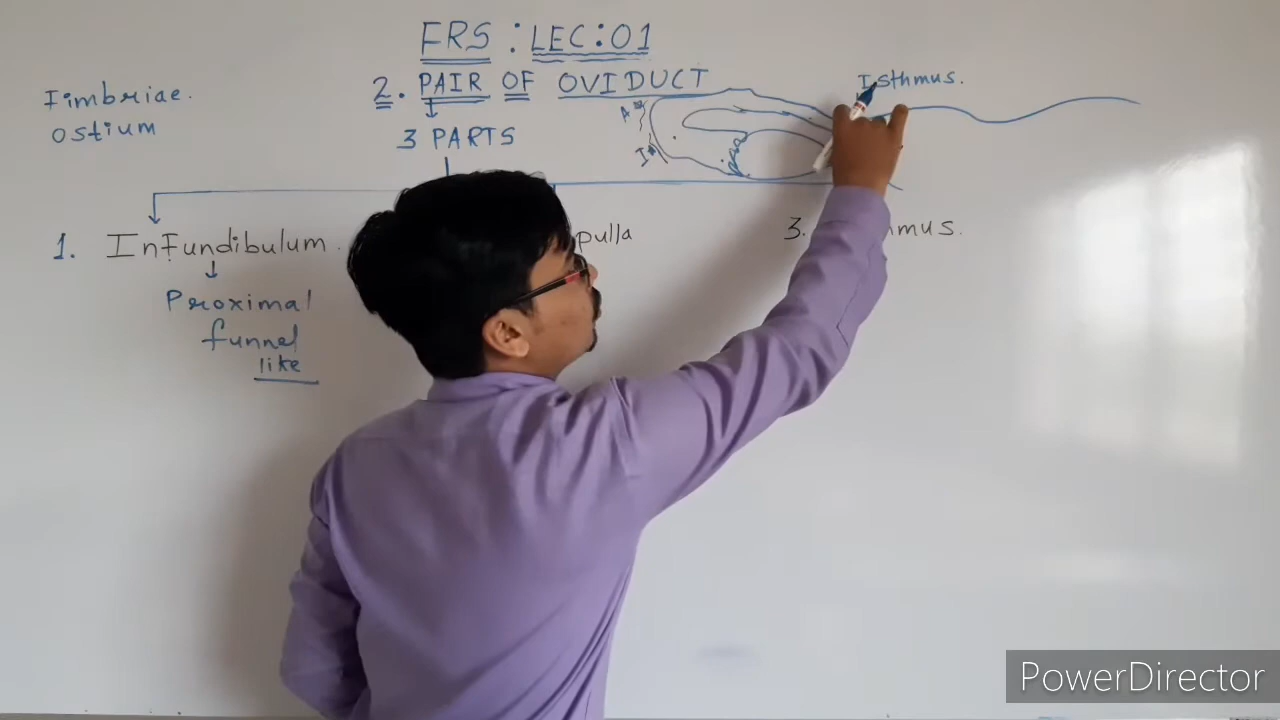 FRS : LEC:01
2. PAIR OF OVIDUCT
Isthmus.
Fimbriae.
ostium
3 PARTS
A
I
1. InFundibulum.
pulla
3.
hmus.
Proximal
funnel
like
PowerDirector